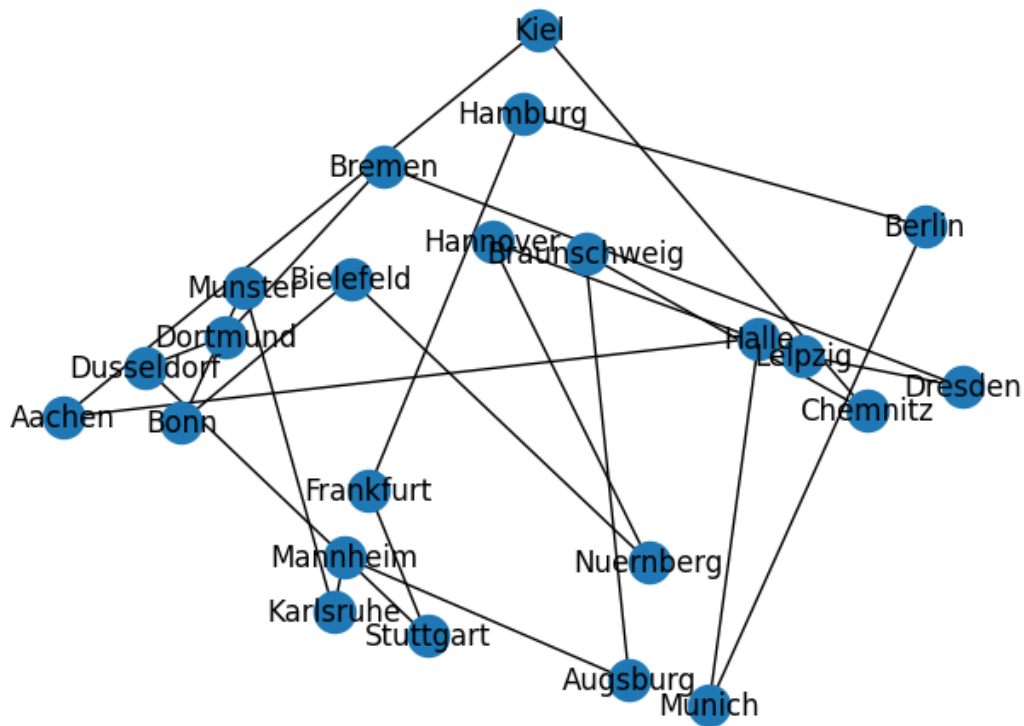 Kiel
Hamburg
Bremen
Berlin
Hannover
Braunschweig
Bielefeld
Munster
Dortmund
Halle
Leipzig
Dusseldorf
Dresden
Chemnitz
Aachen
Bonn
Frankfurt
Mannheim
Nuernberg
Karlsruhe
Stuttgart
Augsburg
Munich